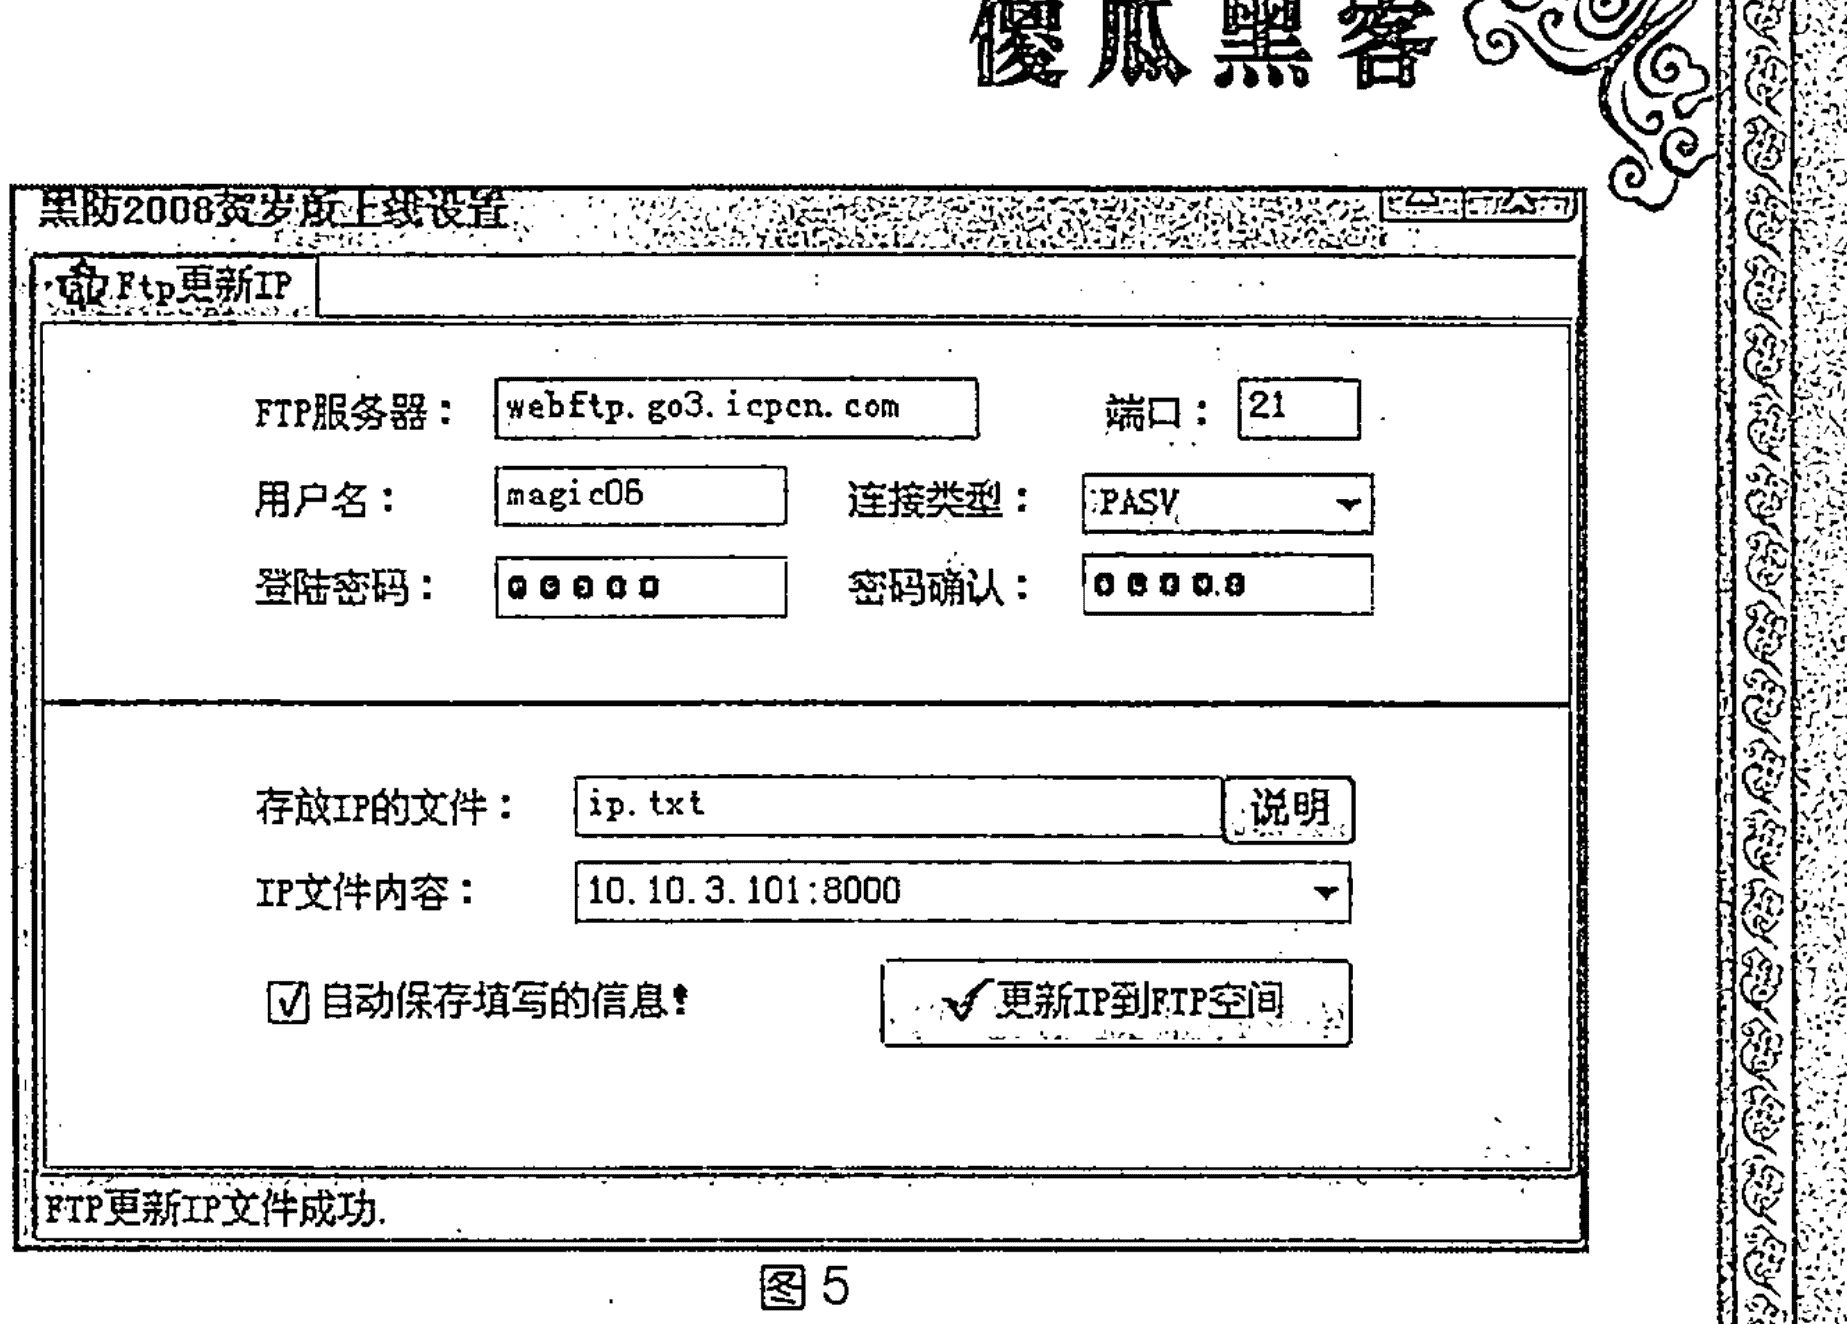 傻瓜黑客
黑防2008贺岁版上线设置
Ftp更新IP
FTP服务器： webftp.go3.icpcn.com 端口： 21
用户名： magic06 连接类型： PASV
登陆密码： 密码确认：
存放IP的文件： ip.txt 说明
IP文件内容： 10.10.3.101:8000
自动保存填写的信息！ 更新IP到FTP空间
FTP更新IP文件成功.
图 5